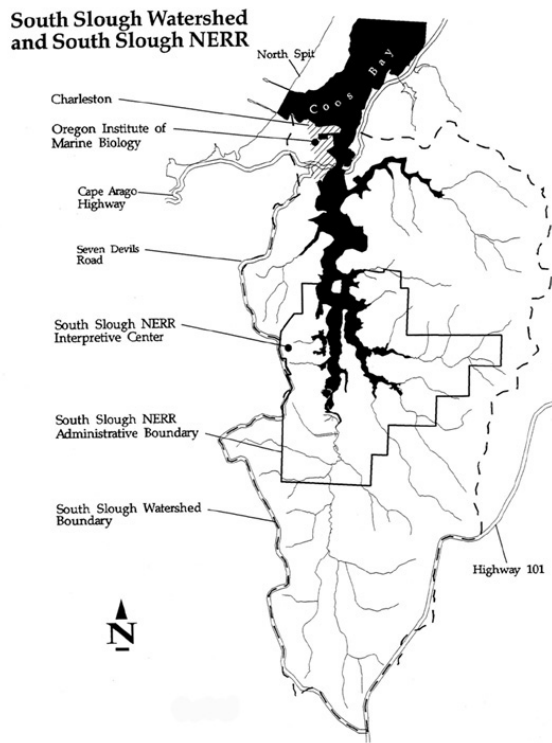 South Slough Watershed
and South Slough NERR
North Spit
Coos Bay
Charleston
Oregon Institute of
Marine Biology
Cape Arago
Highway
Seven Devils
Road
South Slough NERR
Interpretive Center
South Slough NERR
Administrative Boundary
South Slough Watershed
Boundary
Highway 101
N